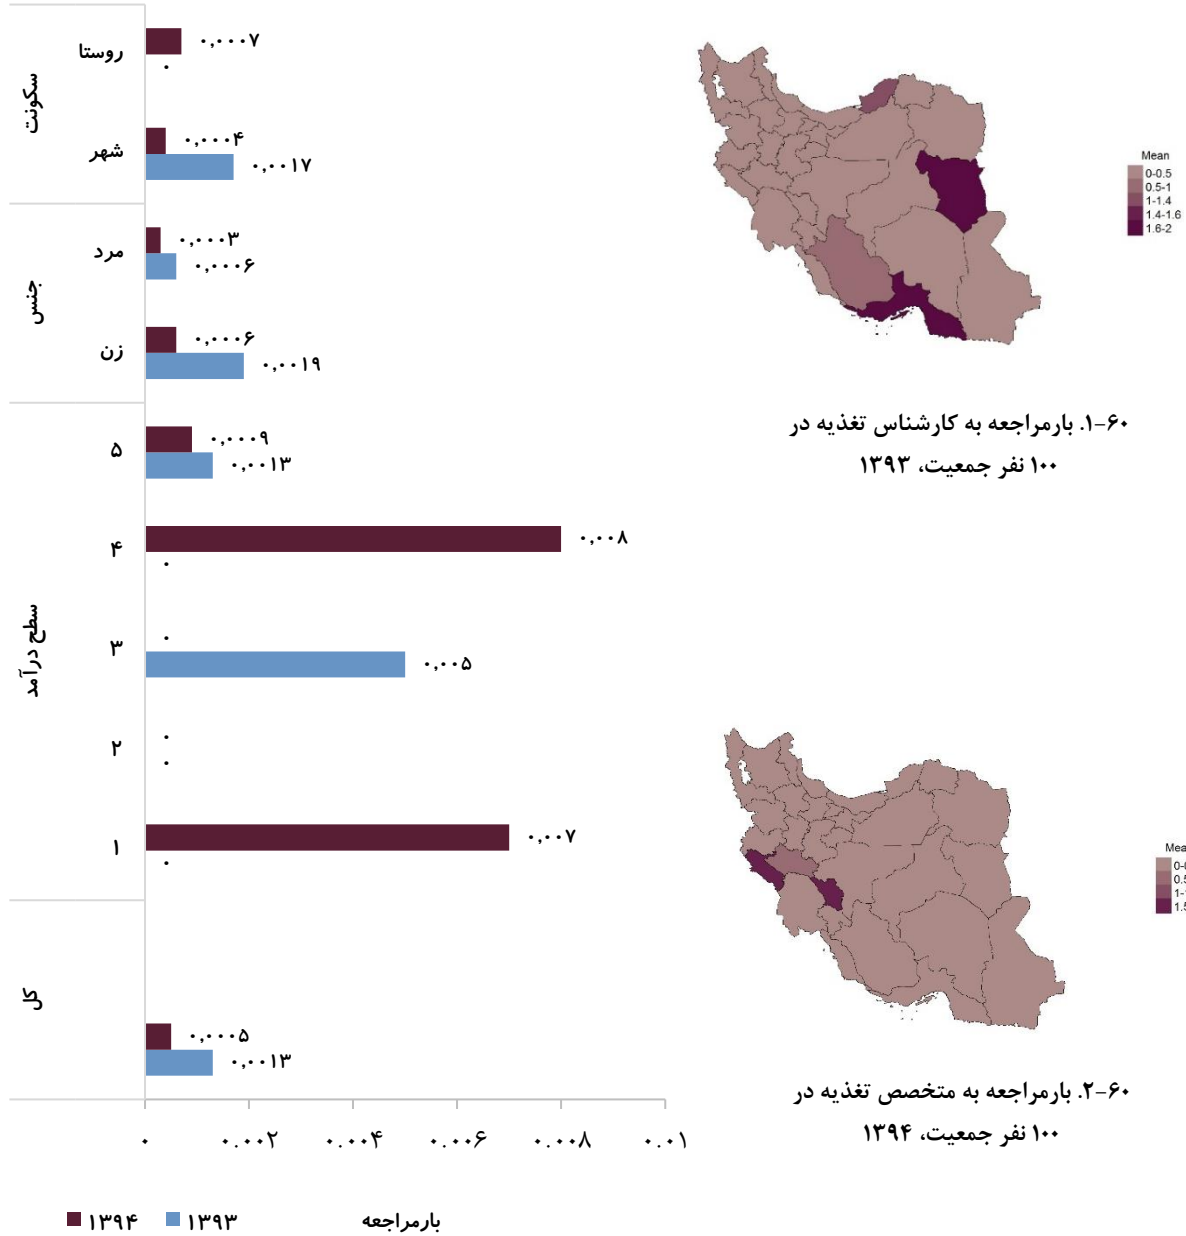 سکونت
روستا
۰,۰۰۰۷
۰
شهر
۰,۰۰۰۴
۰,۰۰۱۷
جنس
مرد
۰,۰۰۰۳
۰,۰۰۰۶
زن
۰,۰۰۰۶
۰,۰۰۱۹
سطح درآمد
۵
۰,۰۰۰۹
۰,۰۰۱۳
۴
۰,۰۰۸
۰
۳
۰
۰,۰۰۵
۲
۰
۰
۱
۰,۰۰۷
۰
کل
۰,۰۰۰۵
۰,۰۰۱۳
۰ ۰.۰۰۲ ۰.۰۰۴ ۰.۰۰۶ ۰.۰۰۸ ۰.۰۱
۱۳۹۴ ۱۳۹۳ بارمراجعه
Mean
0-0.5
0.5-1
1-1.4
1.4-1.6
1.6-2
۶۰-۱. بارمراجعه به کارشناس تغذیه در
۱۰۰ نفر جمعیت، ۱۳۹۳
۶۰-۲. بارمراجعه به متخصص تغذیه در
۱۰۰ نفر جمعیت، ۱۳۹۴